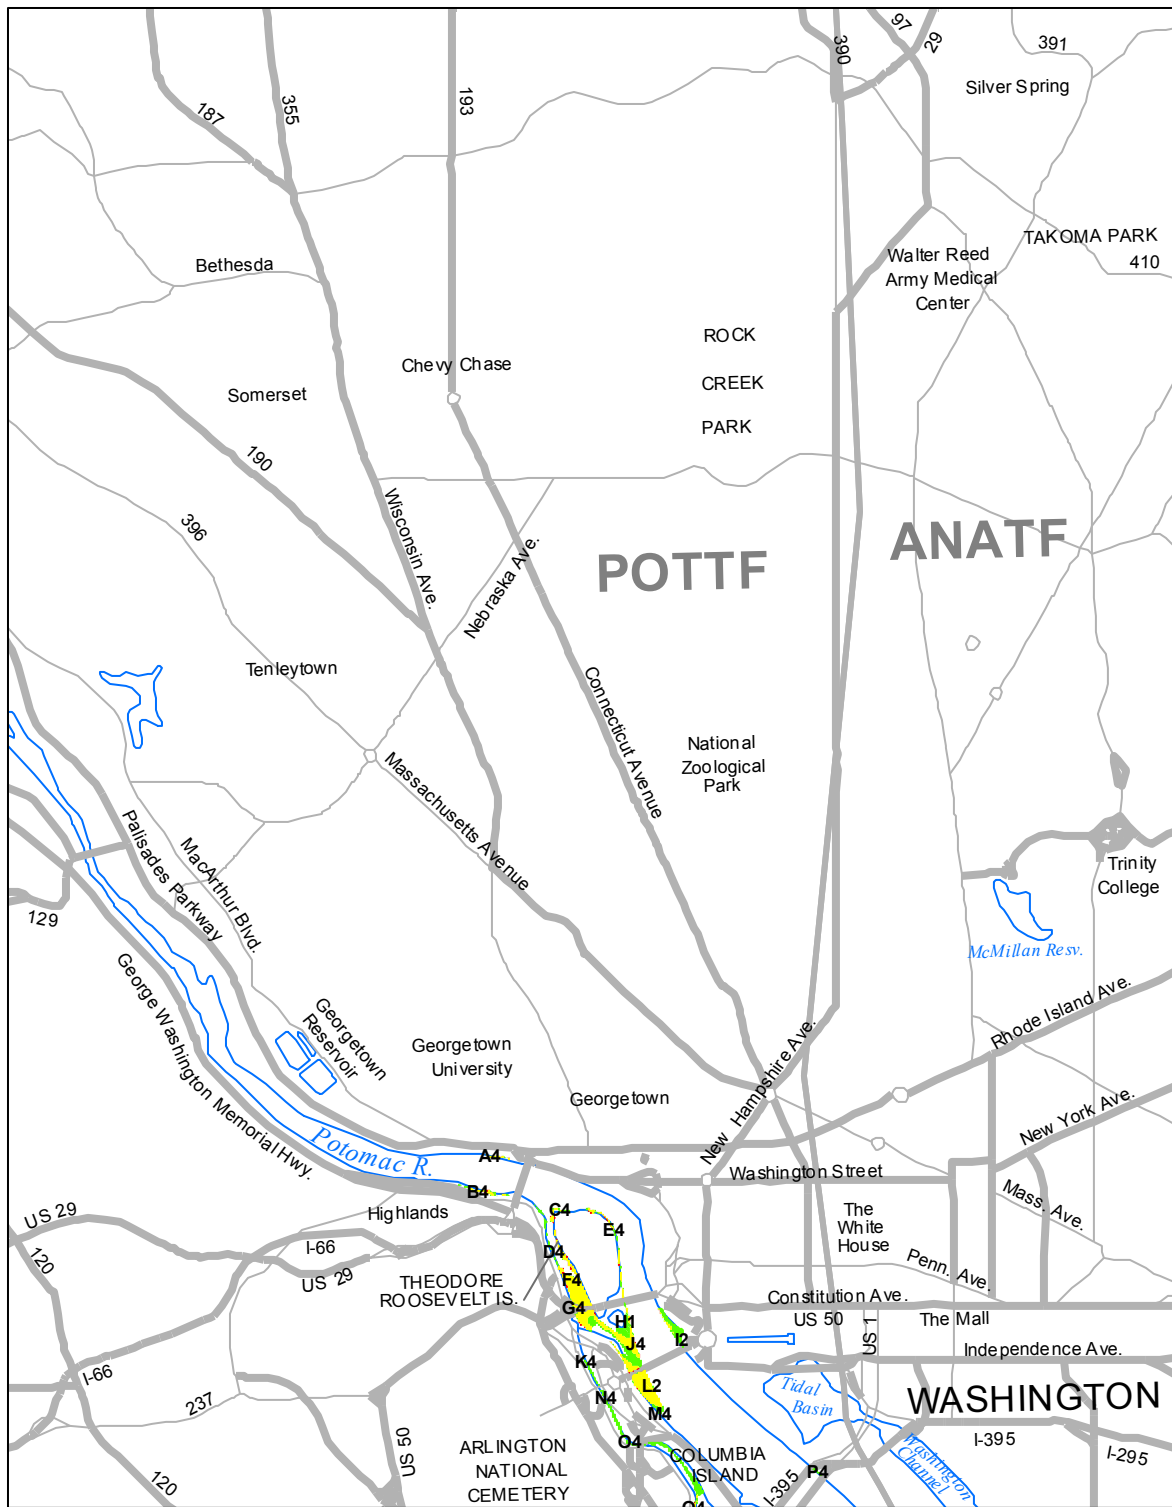 97
29
390
391
Silver Spring
193
355
187
TAKOMA PARK
410
Walter Reed
Army Medical
Center
Bethesda
ROCK
CREEK
PARK
Chevy Chase
Somerset
190
396
Wisconsin Ave.
Nebraska Ave.
POTTF
ANATF
Tenleytown
Connecticut Avenue
National
Zoological
Park
Massachusetts Avenue
Palisades Parkway
MacArthur Blvd.
Trinity
College
129
McMillan Resv.
George Washington Memorial Hwy.
Georgetown
Reservoir
Georgetown
University
Georgetown
New Hampshire Ave.
Rhode Island Ave.
New York Ave.
Potomac R.
A4
B4
Washington Street
Mass. Ave.
Highlands
C4
E4
The
White
House
US 29
I-66
US 29
120
D4
Penn. Ave.
THEODORE
ROOSEVELT IS.
F4
G4
H1
I2
J4
Constitution Ave.
US 50
US 1
The Mall
Independence Ave.
K4
L2
I-66
237
N4
M4
Tidal
Basin
WASHINGTON
O4
I-395
I-295
US 50
ARLINGTON
NATIONAL
CEMETERY
COLUMBIA
ISLAND
P4
I-395
Washington
Channel
120